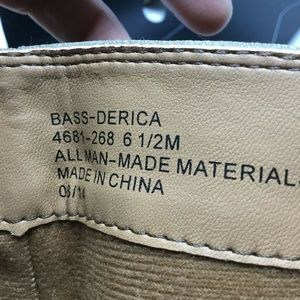 BASS-DERICA
4681-268 6 1/2M
ALL MAN-MADE MATERIAL
MADE IN CHINA